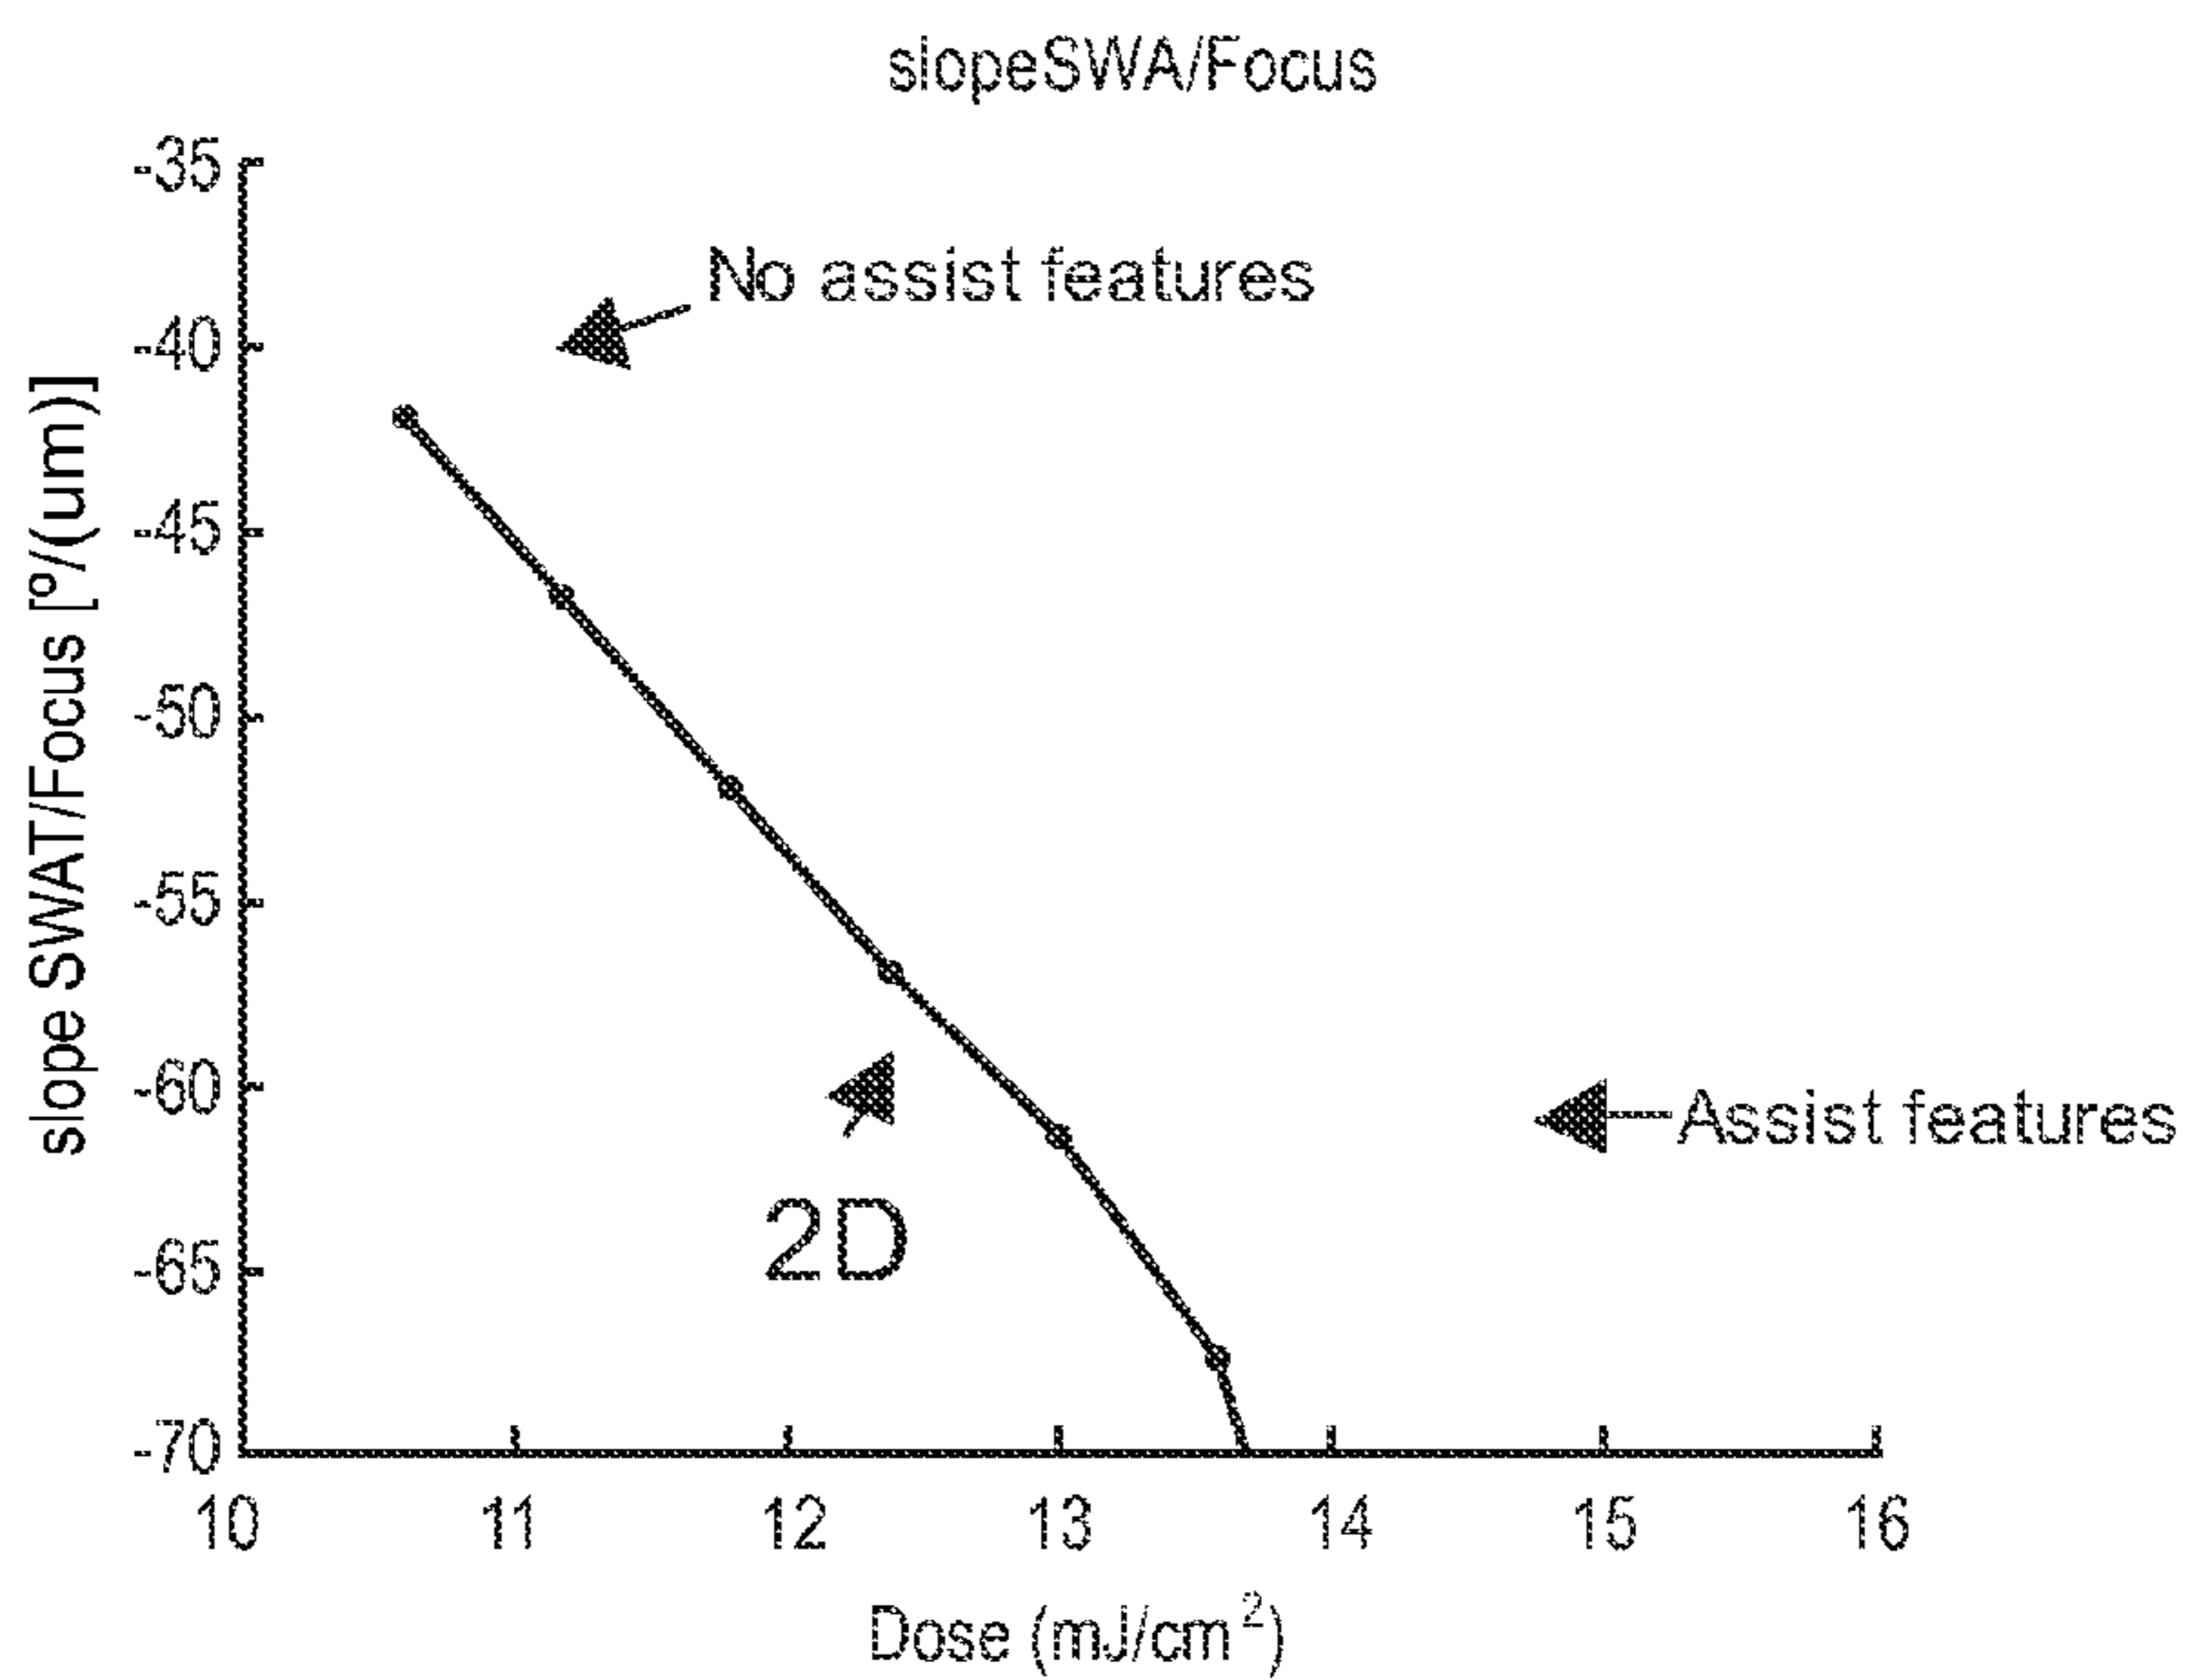 slopeSWA/Focus
slope SWAT/Focus [º/(um)]
-35
-40
-45
-50
-55
-60
-65
-70
No assist features
2D
Assist features
10 11 12 13 14 15 16
Dose (mJ/cm²)